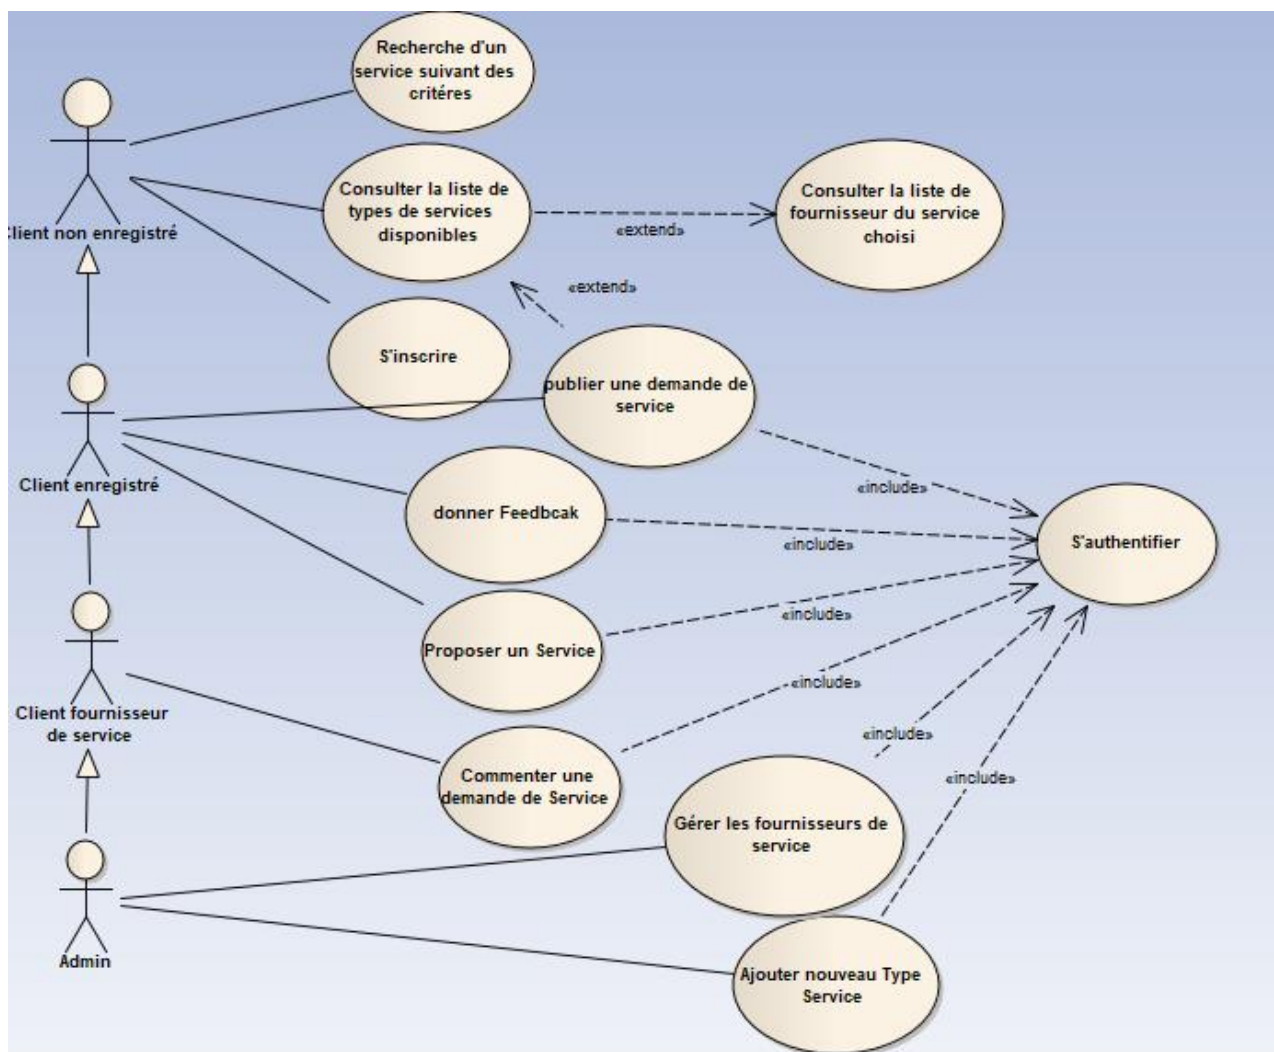 Recherche d'un
service suivant des
critéres
Consulter la liste de
types de services
disponibles
Consulter la liste de
fournisseur du service
choisi
«extend»
Client non enregistré
«extend»
S'inscrire
publier une demande de
service
Client enregistré
«include»
donner Feedbcak
«include»
S'authentifier
Proposer un Service
«include»
«include»
Client fournisseur
de service
«include»
Commenter une
demande de Service
«include»
Gérer les fournisseurs de
service
Admin
Ajouter nouveau Type
Service